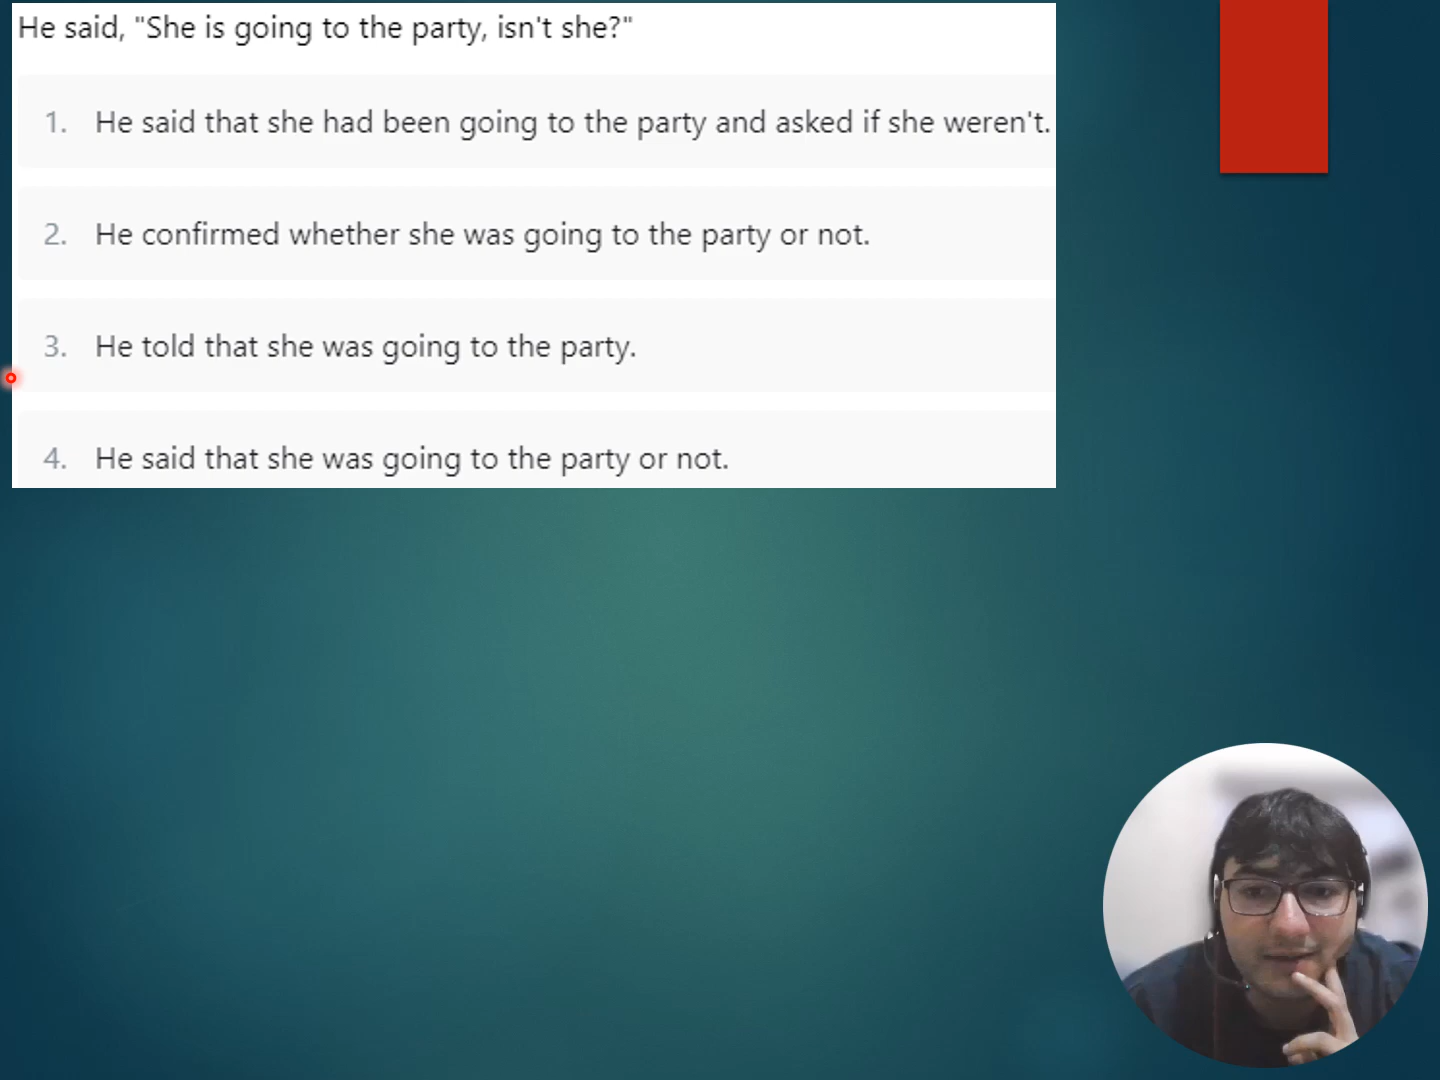 He said, "She is going to the party, isn't she?"
1. He said that she had been going to the party and asked if she weren't.
2. He confirmed whether she was going to the party or not.
3. He told that she was going to the party.
4. He said that she was going to the party or not.